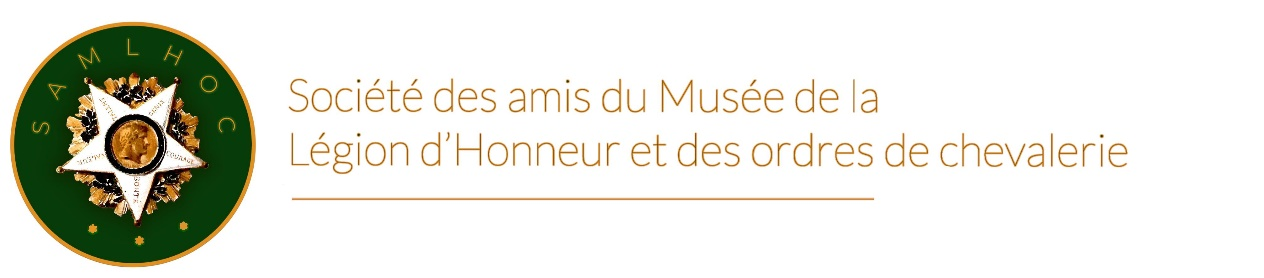 SAMLHOC
Société des amis du Musée de la
Légion d’Honneur et des ordres de chevalerie